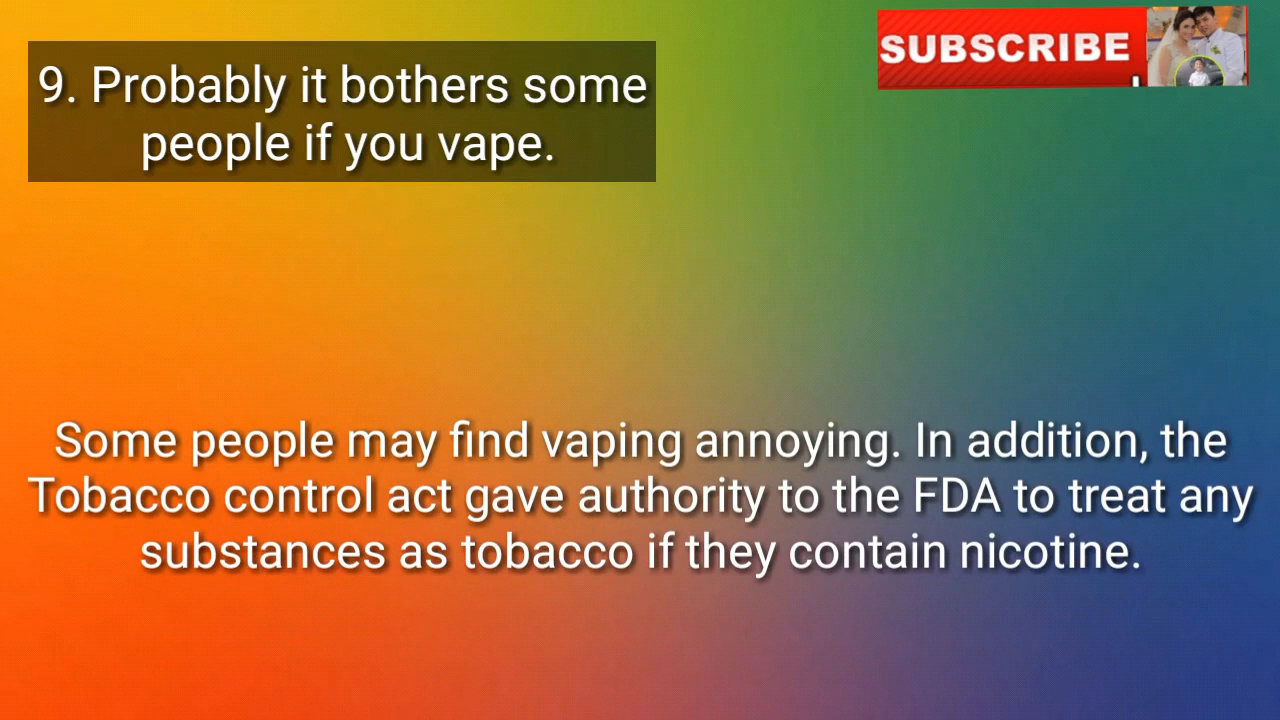 9. Probably it bothers some
people if you vape.
SUBSCRIBE
Some people may find vaping annoying. In addition, the
Tobacco control act gave authority to the FDA to treat any
substances as tobacco if they contain nicotine.